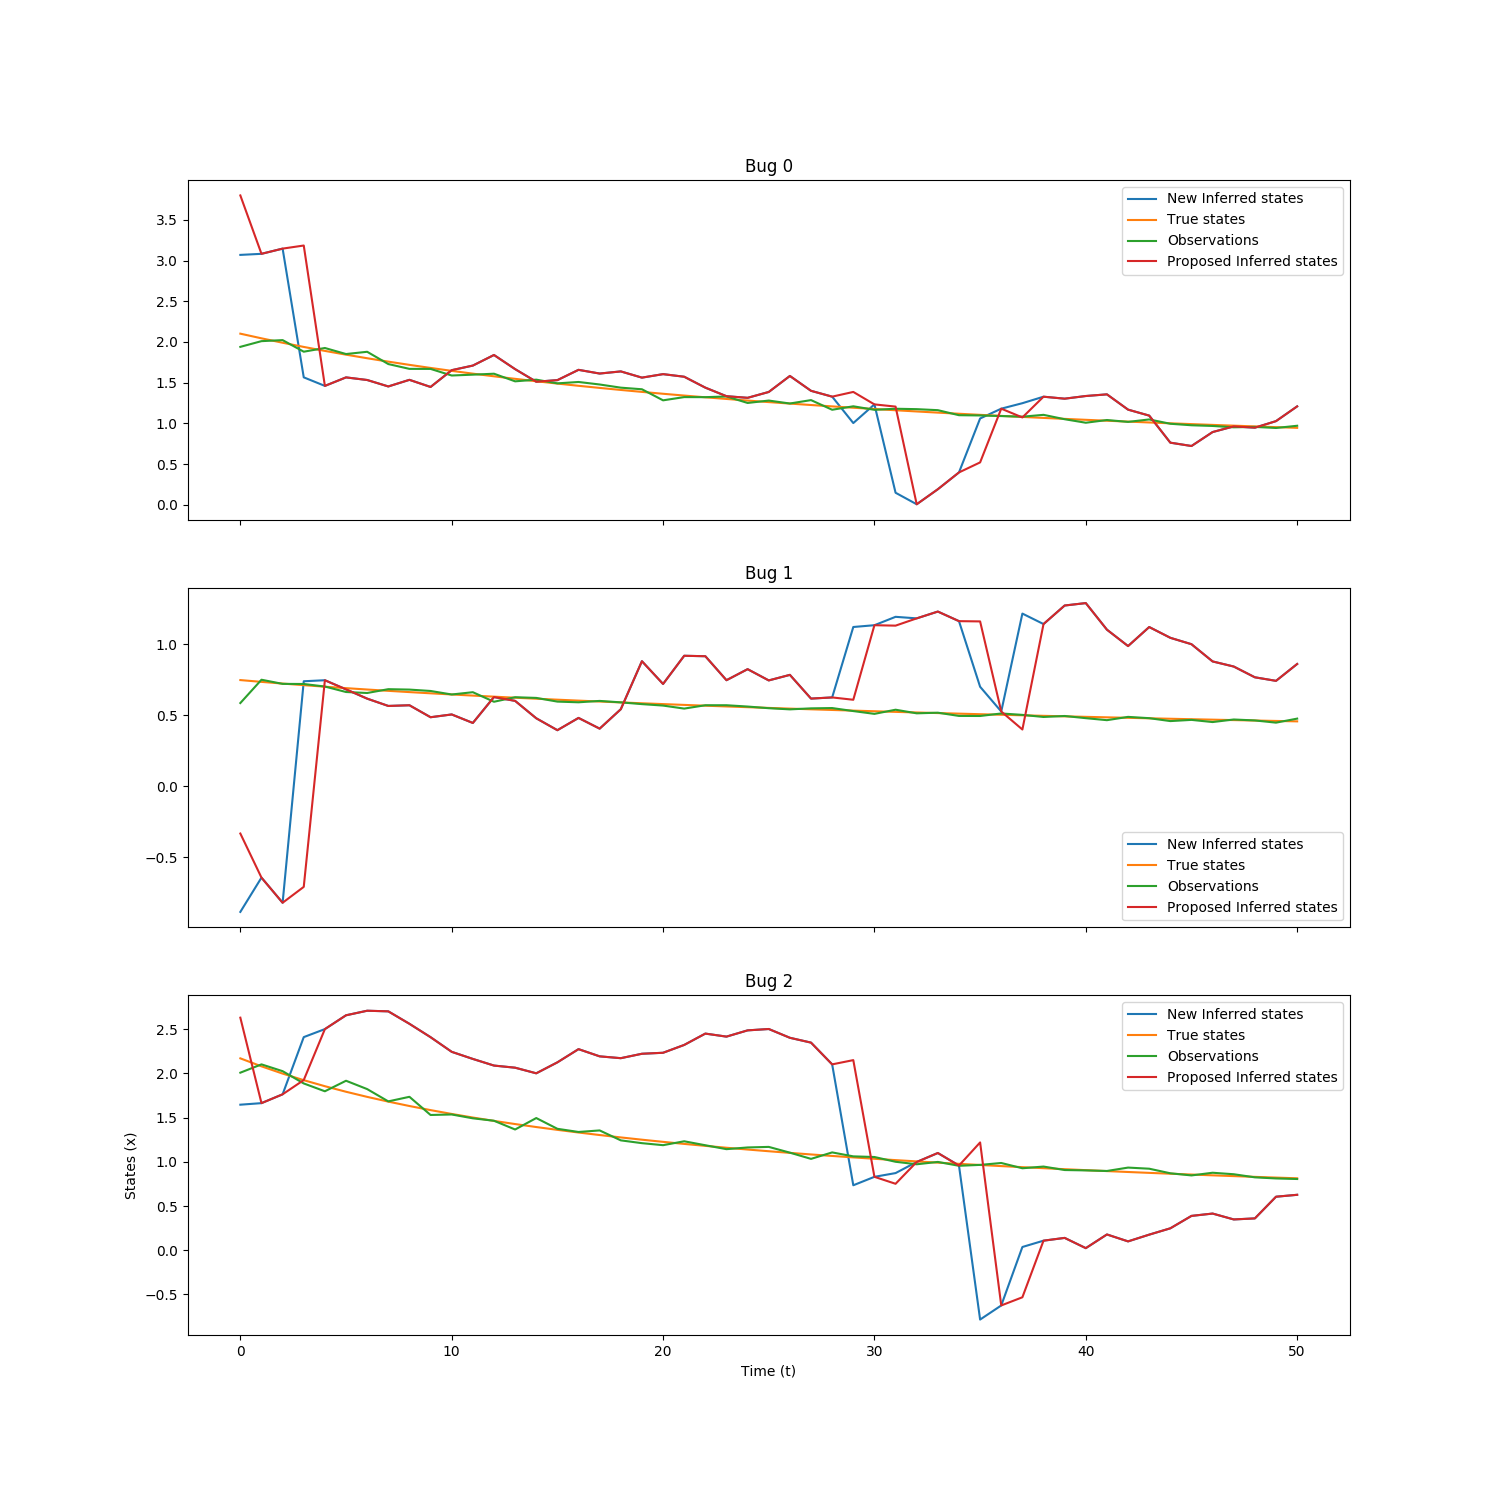 Bug 0
3.5
3.0
2.5
2.0
1.5
1.0
0.5
0.0
New Inferred states
True states
Observations
Proposed Inferred states
Bug 1
1.0
0.5
0.0
−0.5
New Inferred states
True states
Observations
Proposed Inferred states
Bug 2
States (x)
2.5
2.0
1.5
1.0
0.5
0.0
−0.5
New Inferred states
True states
Observations
Proposed Inferred states
0 10 20 30 40 50
Time (t)